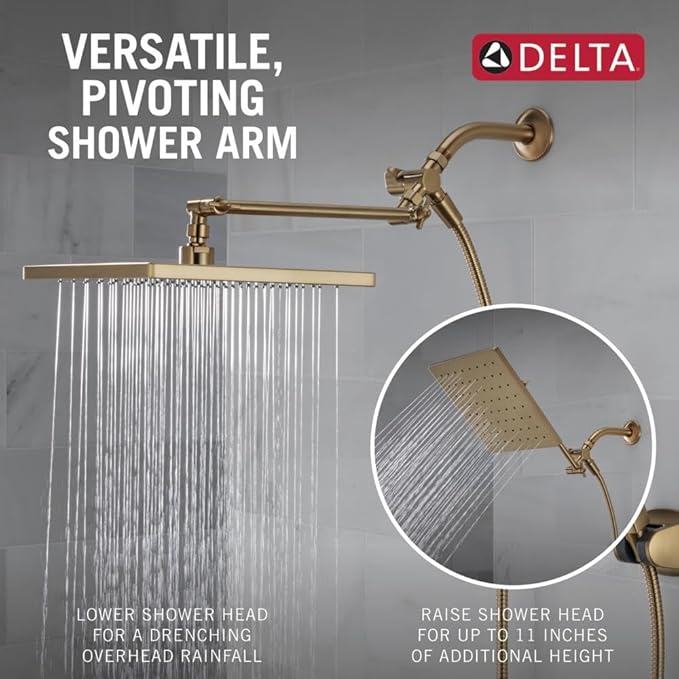 VERSATILE,
PIVOTING
SHOWER ARM
DELTA
LOWER SHOWER HEAD
FOR A DRENCHING
OVERHEAD RAINFALL
RAISE SHOWER HEAD
FOR UP TO 11 INCHES
OF ADDITIONAL HEIGHT